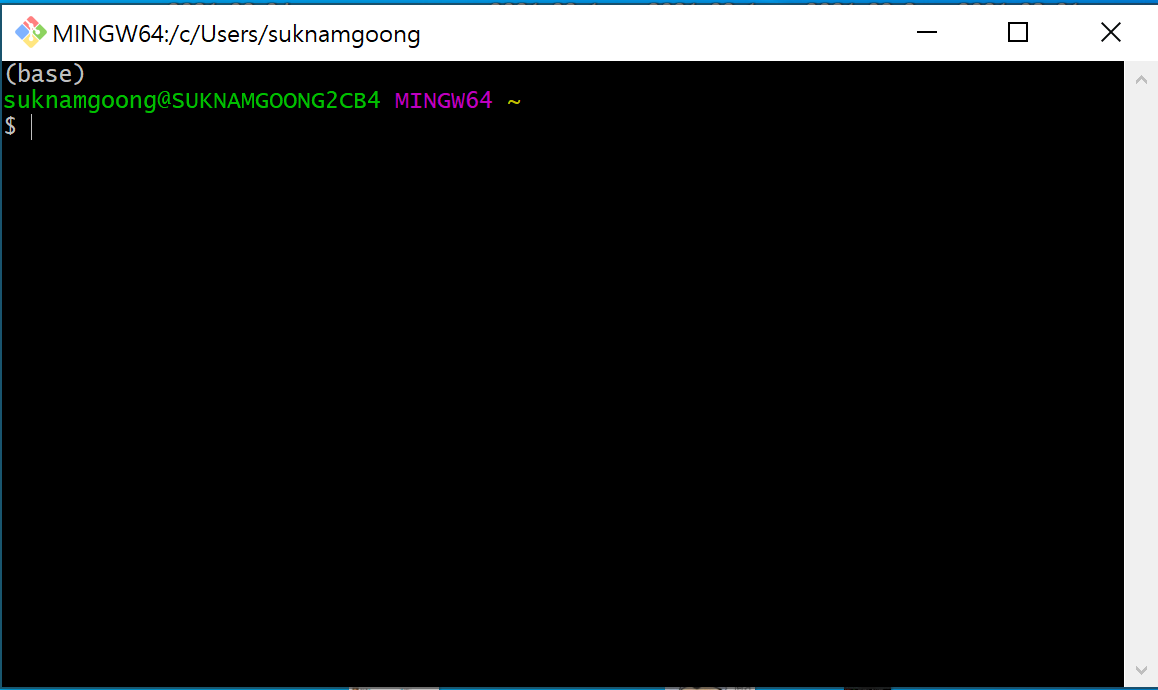 MINGW64:/c/Users/suknamgoong
(base)
suknamgoong@SUKNAMGOONG2CB4 MINGW64 ~
$